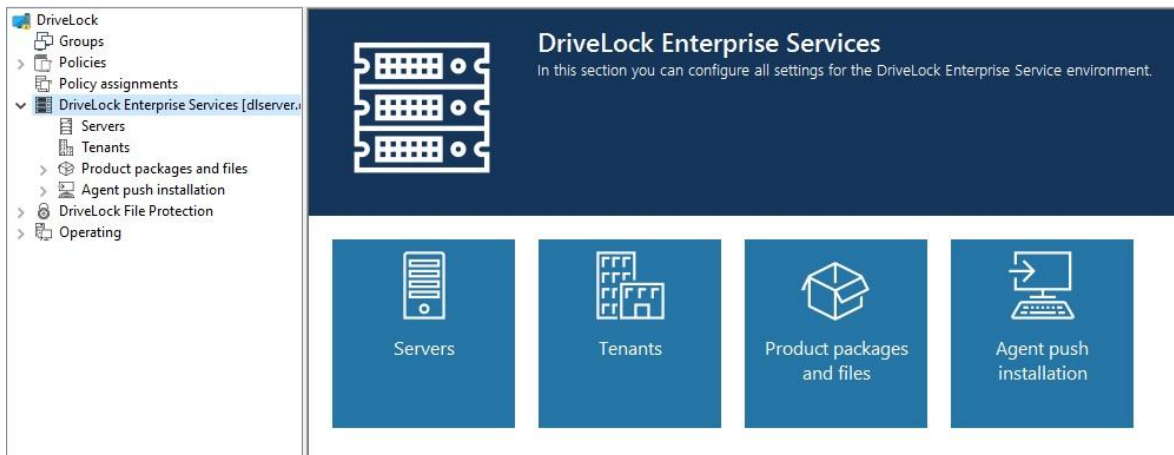 DriveLock
Groups
Policies
Policy assignments
DriveLock Enterprise Services [dlserver.
Servers
Tenants
Product packages and files
Agent push installation
DriveLock File Protection
Operating
DriveLock Enterprise Services
In this section you can configure all settings for the DriveLock Enterprise Service environment.
Servers
Tenants
Product packages
and files
Agent push
installation